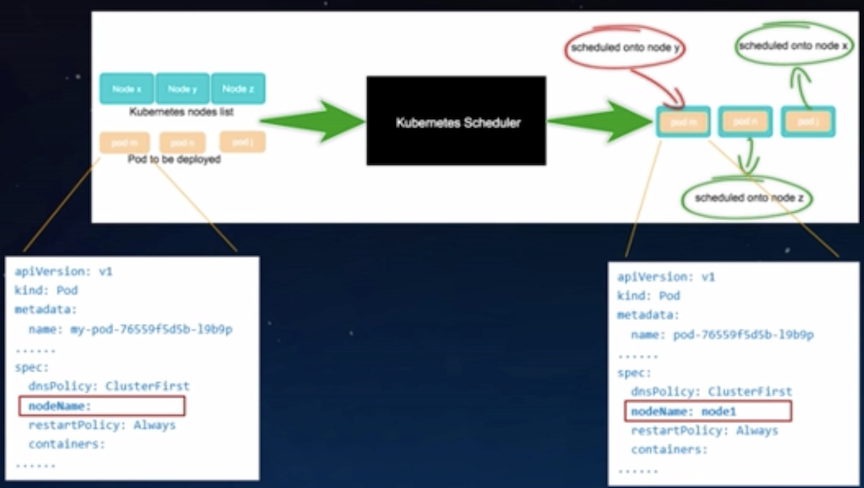 scheduled onto node y
scheduled onto node x
Node x
Node y
Node z
Kubernetes nodes list
Kubernetes Scheduler
pod m
pod n
pod j
pod m
pod n
pod j
Pod to be deployed
scheduled onto node z
apiVersion: v1
kind: Pod
metadata:
name: my-pod-76559f5d5b-l9b9p
......
spec:
dnsPolicy: ClusterFirst
nodeName:
restartPolicy: Always
containers:
......
apiVersion: v1
kind: Pod
metadata:
name: pod-76559f5d5b-l9b9p
......
spec:
dnsPolicy: ClusterFirst
nodeName: node1
restartPolicy: Always
containers:
......